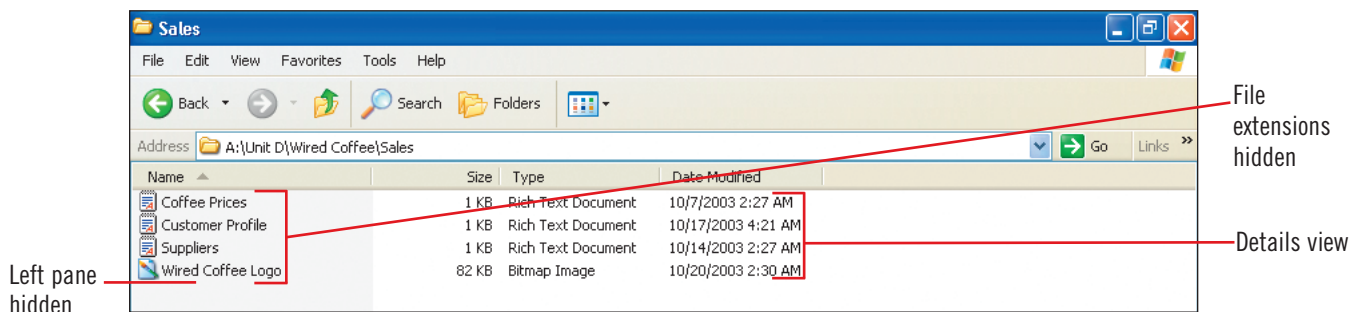 Sales
File Edit View Favorites Tools Help
Back Search Folders
Address A:\Unit D\Wired Coffee\Sales Go Links »
Name Size Type Date Modified
Coffee Prices 1 KB Rich Text Document 10/7/2003 2:27 AM
Customer Profile 1 KB Rich Text Document 10/17/2003 4:21 AM
Suppliers 1 KB Rich Text Document 10/14/2003 2:27 AM
Wired Coffee Logo 82 KB Bitmap Image 10/20/2003 2:30 AM
File
extensions
hidden
Details view
Left pane
hidden